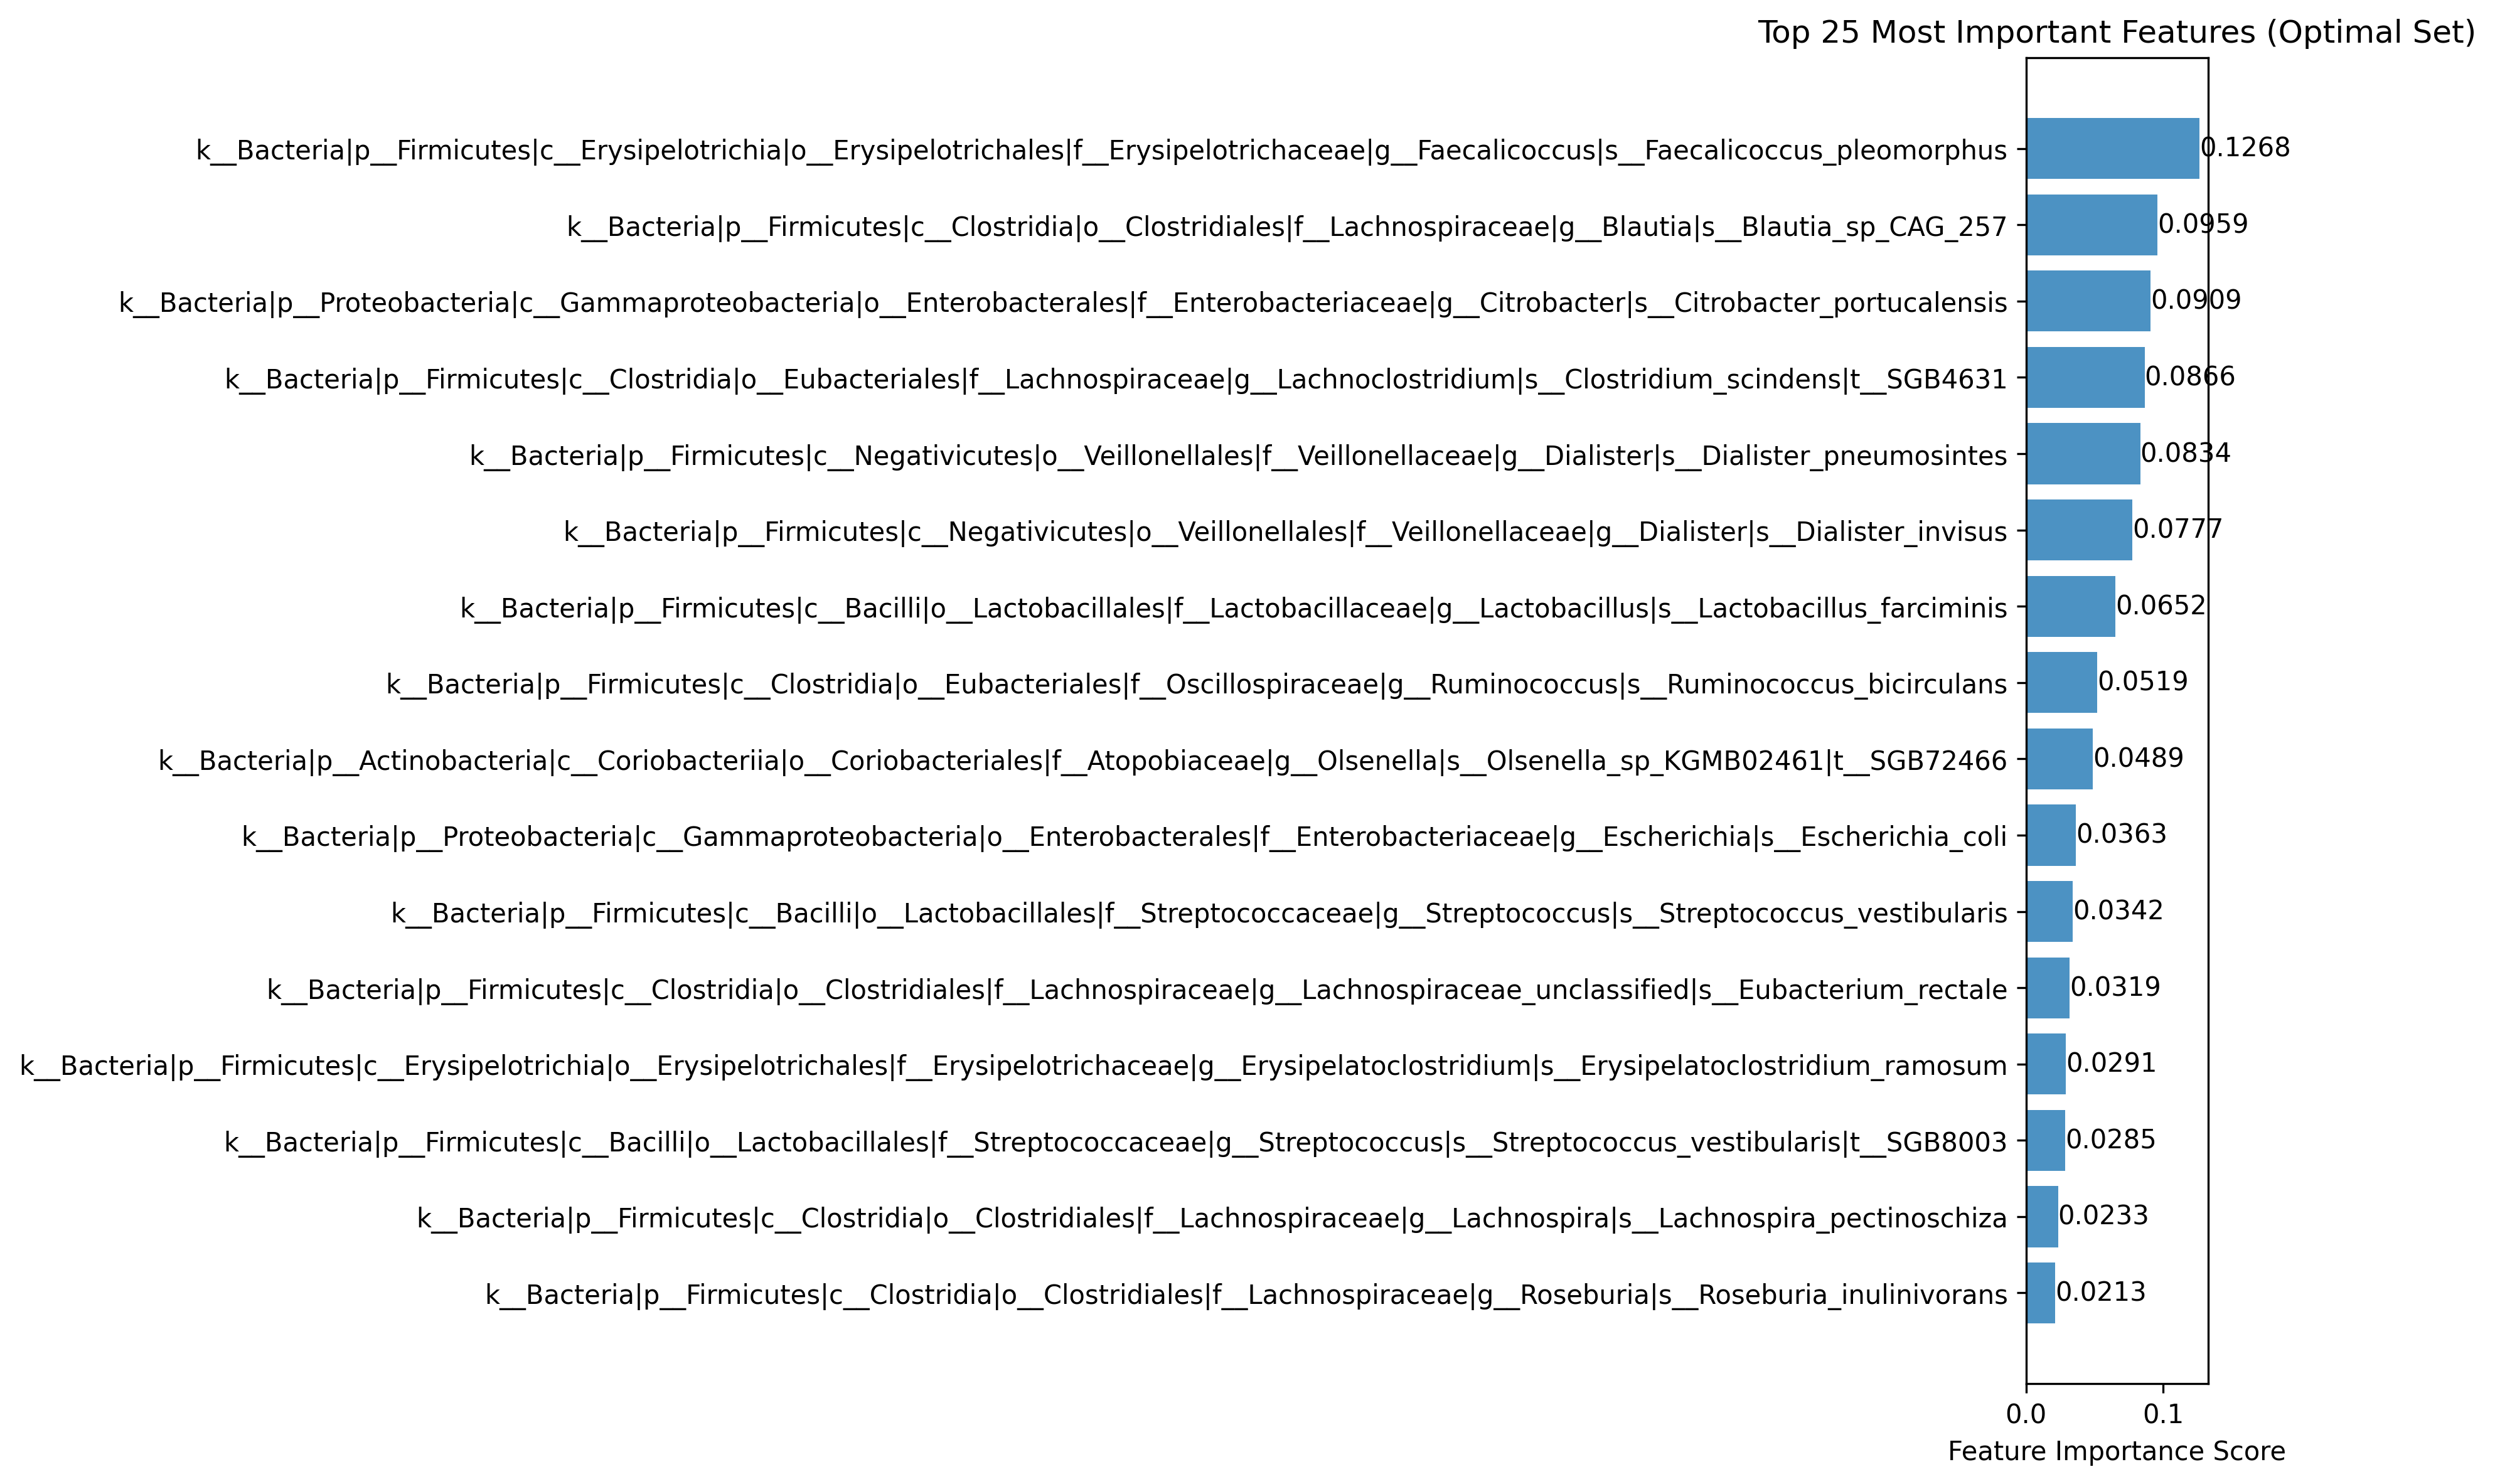 Top 25 Most Important Features (Optimal Set)
k__Bacteria|p__Firmicutes|c__Erysipelotrichia|o__Erysipelotrichales|f__Erysipelotrichaceae|g__Faecalicoccus|s__Faecalicoccus_pleomorphus 0.1268
k__Bacteria|p__Firmicutes|c__Clostridia|o__Clostridiales|f__Lachnospiraceae|g__Blautia|s__Blautia_sp_CAG_257 0.0959
k__Bacteria|p__Proteobacteria|c__Gammaproteobacteria|o__Enterobacterales|f__Enterobacteriaceae|g__Citrobacter|s__Citrobacter_portucalensis 0.0909
k__Bacteria|p__Firmicutes|c__Clostridia|o__Eubacteriales|f__Lachnospiraceae|g__Lachnoclostridium|s__Clostridium_scindens|t__SGB4631 0.0866
k__Bacteria|p__Firmicutes|c__Negativicutes|o__Veillonellales|f__Veillonellaceae|g__Dialister|s__Dialister_pneumosintes 0.0834
k__Bacteria|p__Firmicutes|c__Negativicutes|o__Veillonellales|f__Veillonellaceae|g__Dialister|s__Dialister_invisus 0.0777
k__Bacteria|p__Firmicutes|c__Bacilli|o__Lactobacillales|f__Lactobacillaceae|g__Lactobacillus|s__Lactobacillus_farciminis 0.0652
k__Bacteria|p__Firmicutes|c__Clostridia|o__Eubacteriales|f__Oscillospiraceae|g__Ruminococcus|s__Ruminococcus_bicirculans 0.0519
k__Bacteria|p__Actinobacteria|c__Coriobacteriia|o__Coriobacteriales|f__Atopobiaceae|g__Olsenella|s__Olsenella_sp_KGMB02461|t__SGB72466 0.0489
k__Bacteria|p__Proteobacteria|c__Gammaproteobacteria|o__Enterobacterales|f__Enterobacteriaceae|g__Escherichia|s__Escherichia_coli 0.0363
k__Bacteria|p__Firmicutes|c__Bacilli|o__Lactobacillales|f__Streptococcaceae|g__Streptococcus|s__Streptococcus_vestibularis 0.0342
k__Bacteria|p__Firmicutes|c__Clostridia|o__Clostridiales|f__Lachnospiraceae|g__Lachnospiraceae_unclassified|s__Eubacterium_rectale 0.0319
k__Bacteria|p__Firmicutes|c__Erysipelotrichia|o__Erysipelotrichales|f__Erysipelotrichaceae|g__Erysipelatoclostridium|s__Erysipelatoclostridium_ramosum 0.0291
k__Bacteria|p__Firmicutes|c__Bacilli|o__Lactobacillales|f__Streptococcaceae|g__Streptococcus|s__Streptococcus_vestibularis|t__SGB8003 0.0285
k__Bacteria|p__Firmicutes|c__Clostridia|o__Clostridiales|f__Lachnospiraceae|g__Lachnospira|s__Lachnospira_pectinoschiza 0.0233
k__Bacteria|p__Firmicutes|c__Clostridia|o__Clostridiales|f__Lachnospiraceae|g__Roseburia|s__Roseburia_inulinivorans 0.0213
0.0 0.1
Feature Importance Score